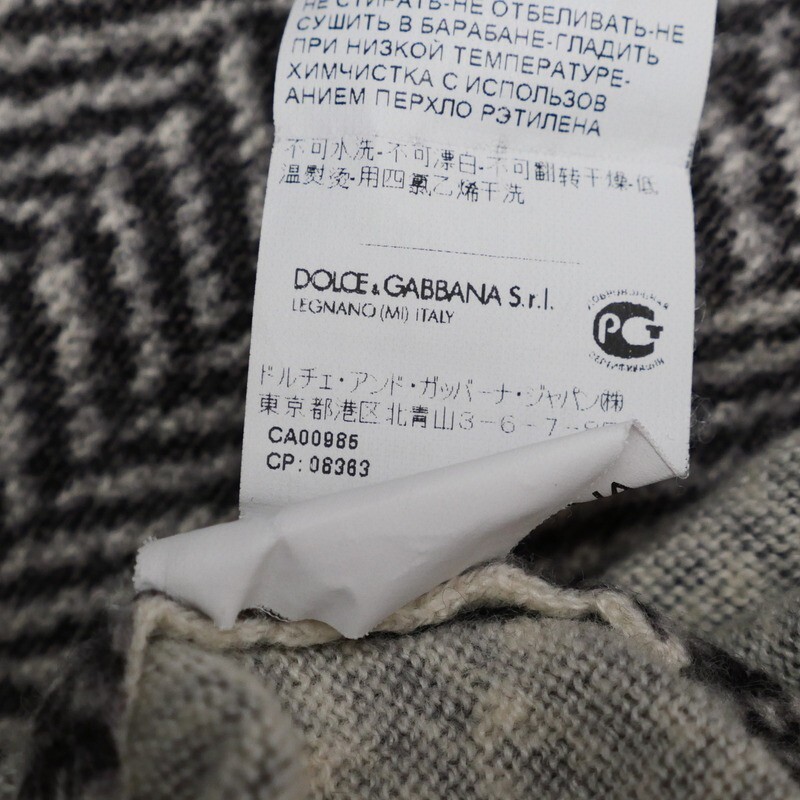 НЕ СТИРАТЬ-НЕ ОТБЕЛИВАТЬ-НЕ
СУШИТЬ В БАРАБАНЕ-ГЛАДИТЬ
ПРИ НИЗКОЙ ТЕМПЕРАТУРЕ-
ХИМЧИСТКА С ИСПОЛЬЗОВ
АНИЕМ ПЕРХЛО РЭТИЛЕНА
不可水洗-不可漂白-不可翻转干燥-低
温熨烫-用四氯乙烯干洗
DOLCE & GABBANA S.r.l.
LEGNANO (MI) ITALY
РСТ
ドルチェ・アンド・ガッバーナ・ジャパン㈱
東京都港区北青山3-6-7-
CA00985
CP: 08363